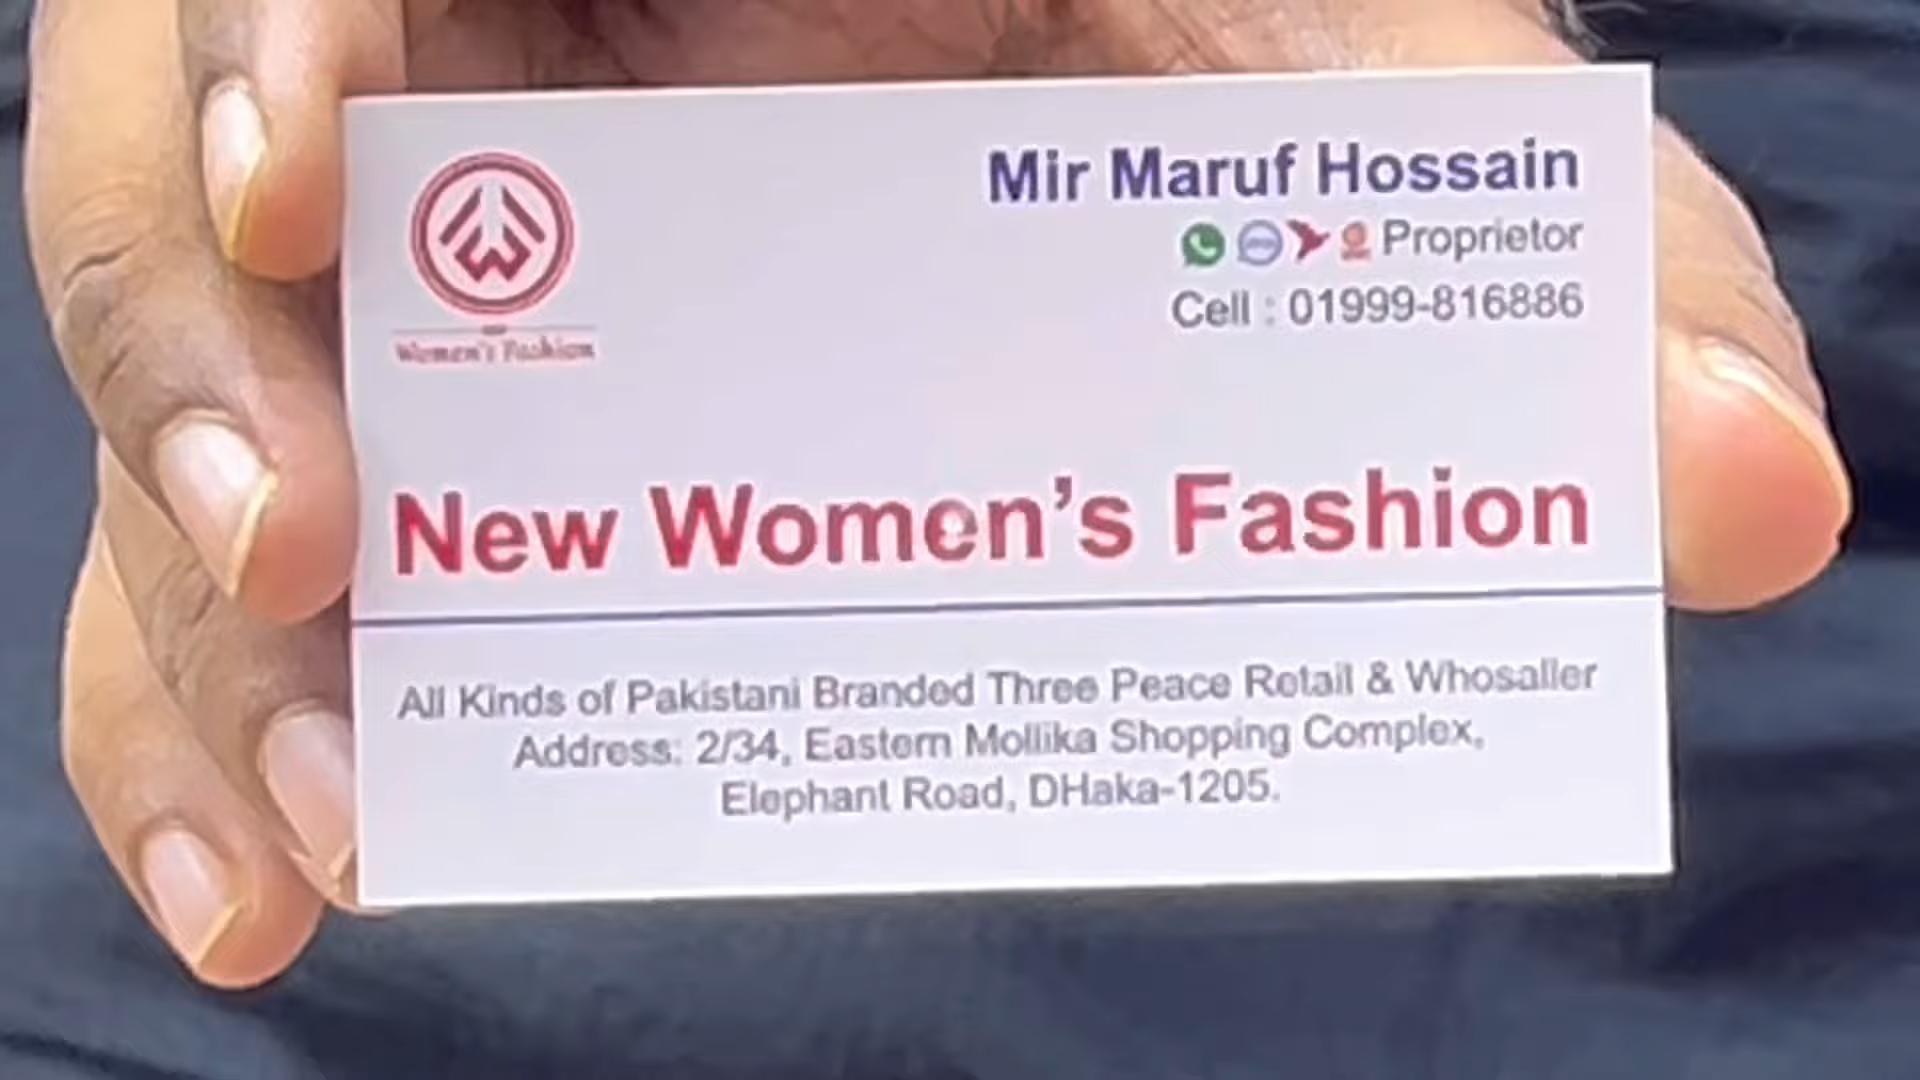 Mir Maruf Hossain
Proprietor
Cell : 01999-816886
Women's Fashion
New Women's Fashion
All Kinds of Pakistani Branded Three Peace Retail & Whosaller
Address: 2/34, Eastern Mollika Shopping Complex,
Elephant Road, DHaka-1205.